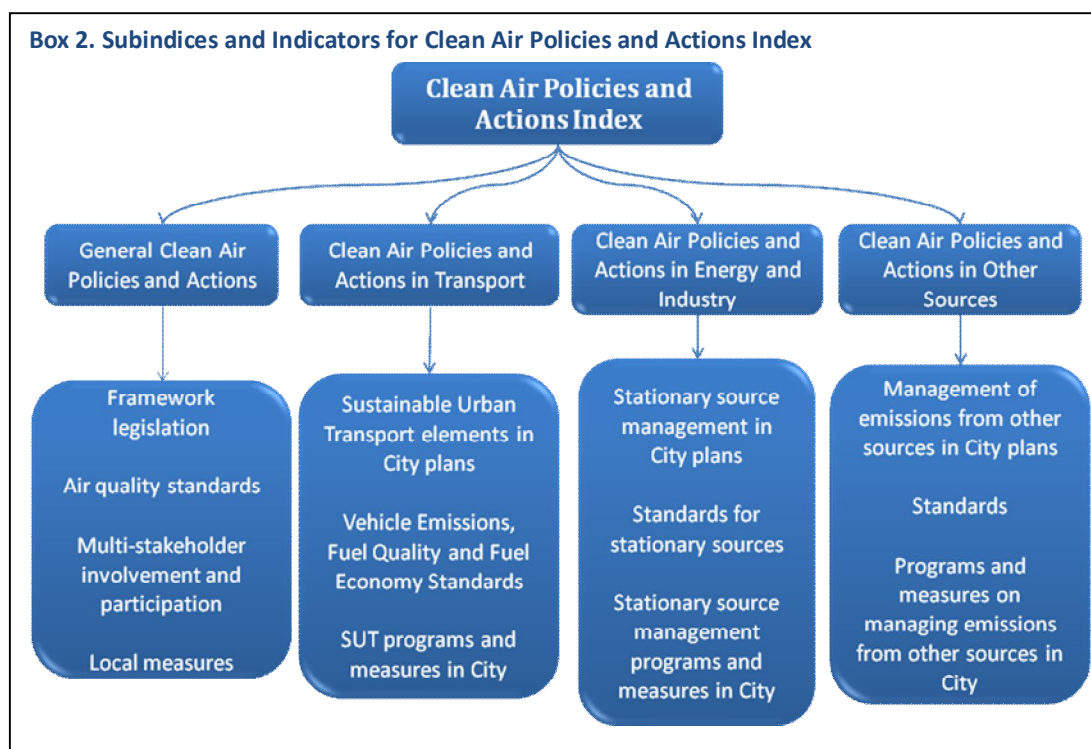 Box 2. Subindices and Indicators for Clean Air Policies and Actions Index
Clean Air Policies and
Actions Index
General Clean Air
Policies and Actions
Clean Air Policies and
Actions in Transport
Clean Air Policies and
Actions in Energy and
Industry
Clean Air Policies and
Actions in Other
Sources
Framework
legislation
Air quality standards
Multi-stakeholder
involvement and
participation
Local measures
Sustainable Urban
Transport elements in
City plans
Vehicle Emissions,
Fuel Quality and Fuel
Economy Standards
SUT programs and
measures in City
Stationary source
management in
City plans
Standards for
stationary sources
Stationary source
management
programs and
measures in City
Management of
emissions from other
sources in City plans
Standards
Programs and
measures on
managing emissions
from other sources in
City